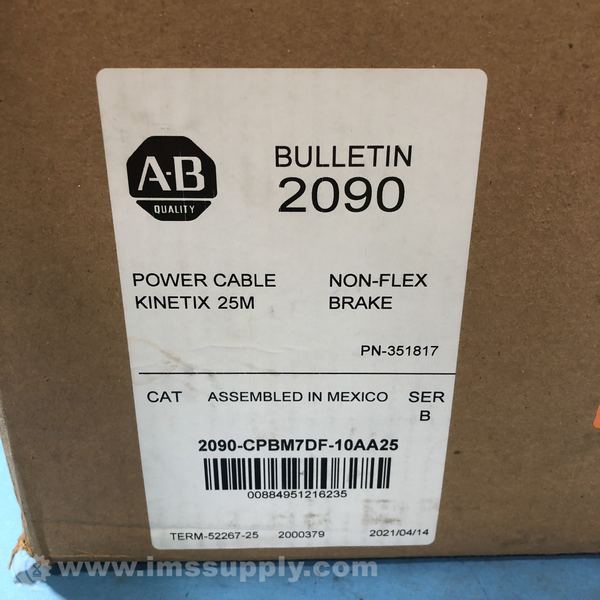 A-B
QUALITY
BULLETIN
2090
POWER CABLE NON-FLEX
KINETIX 25M BRAKE
PN-351817
CAT ASSEMBLED IN MEXICO SER
B
2090-CPBM7DF-10AA25
00884951216235
TERM-52267-25 2000379 2021/04/14
www.imssupply.com